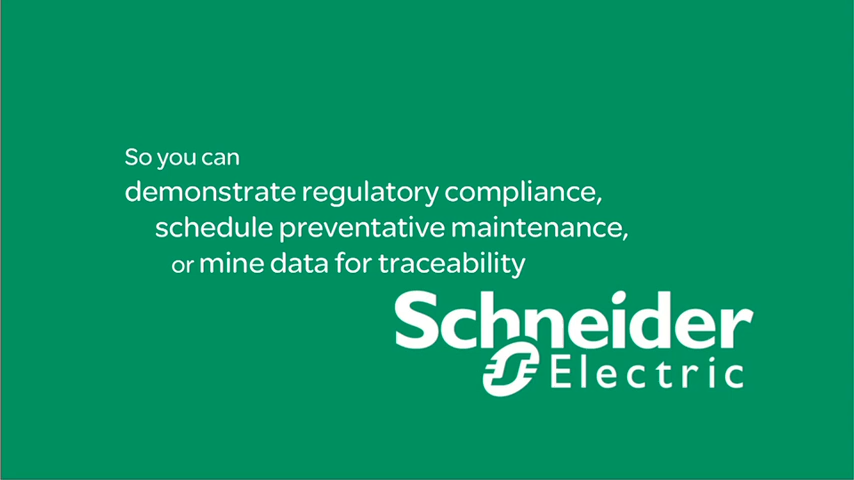 So you can
demonstrate regulatory compliance,
schedule preventative maintenance,
or mine data for traceability
Schneider
Electric